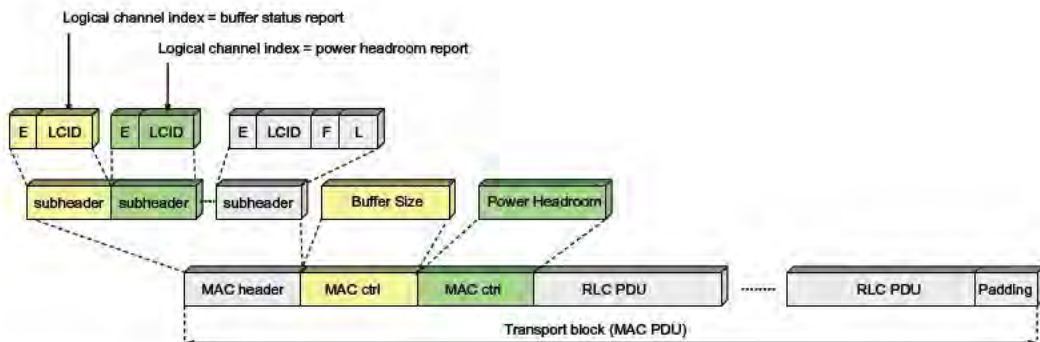 Logical channel index = buffer status report
Logical channel index = power headroom report
E LCID E LCID E LCID F L
subheader subheader subheader Buffer Size Power Headroom
MAC header MAC ctrl MAC ctrl RLC PDU RLC PDU Padding
Transport block (MAC PDU)